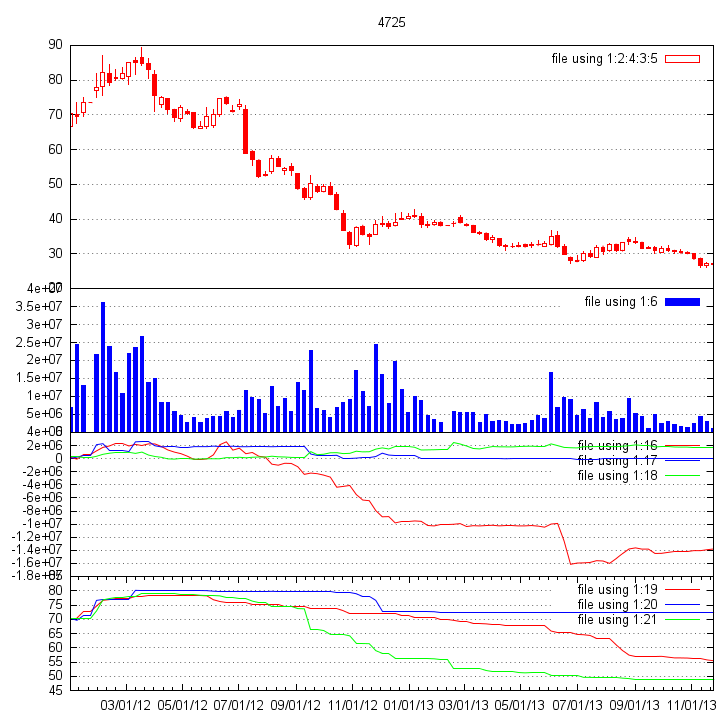 4725
90
file using 1:2:4:3:5
80
70
60
50
40
30
4e+07
file using 1:6
3.5e+07
3e+07
2.5e+07
2e+07
1.5e+07
1e+07
5e+06
4e+06
file using 1:16
2e+06
file using 1:17
0
file using 1:18
-2e+06
-4e+06
-6e+06
-8e+06
-1e+07
-1.2e+07
-1.4e+07
-1.6e+07
-1.8e+07
80
file using 1:19
75
file using 1:20
70
file using 1:21
65
60
55
50
45
03/01/12 05/01/12 07/01/12 09/01/12 11/01/12 01/01/13 03/01/13 05/01/13 07/01/13 09/01/13 11/01/13